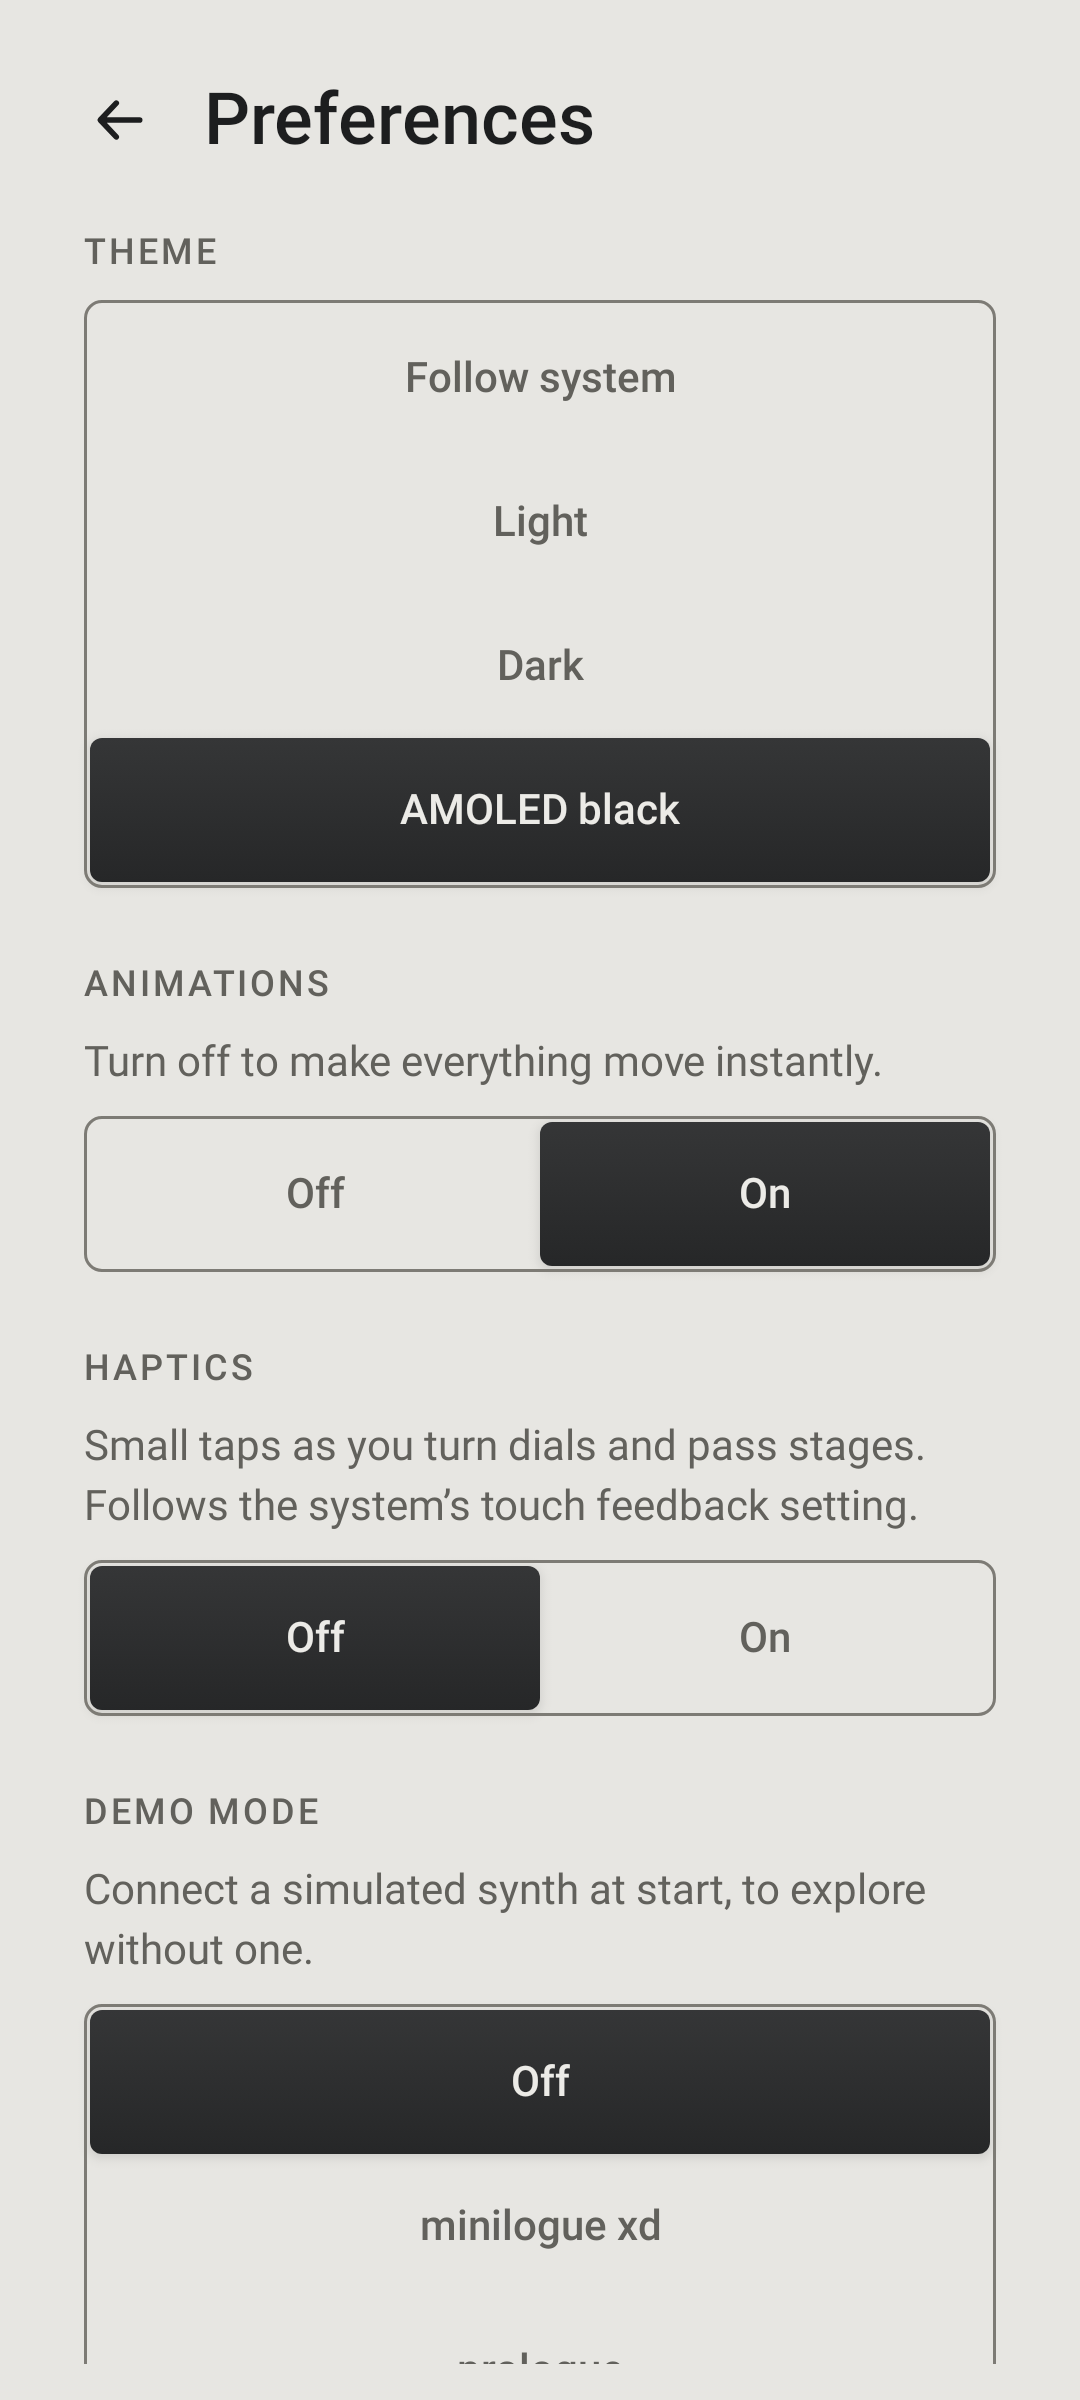 Preferences
THEME
Follow system
Light
Dark
AMOLED black
ANIMATIONS
Turn off to make everything move instantly.
Off
On
HAPTICS
Small taps as you turn dials and pass stages.
Follows the system’s touch feedback setting.
Off
On
DEMO MODE
Connect a simulated synth at start, to explore
without one.
Off
minilogue xd